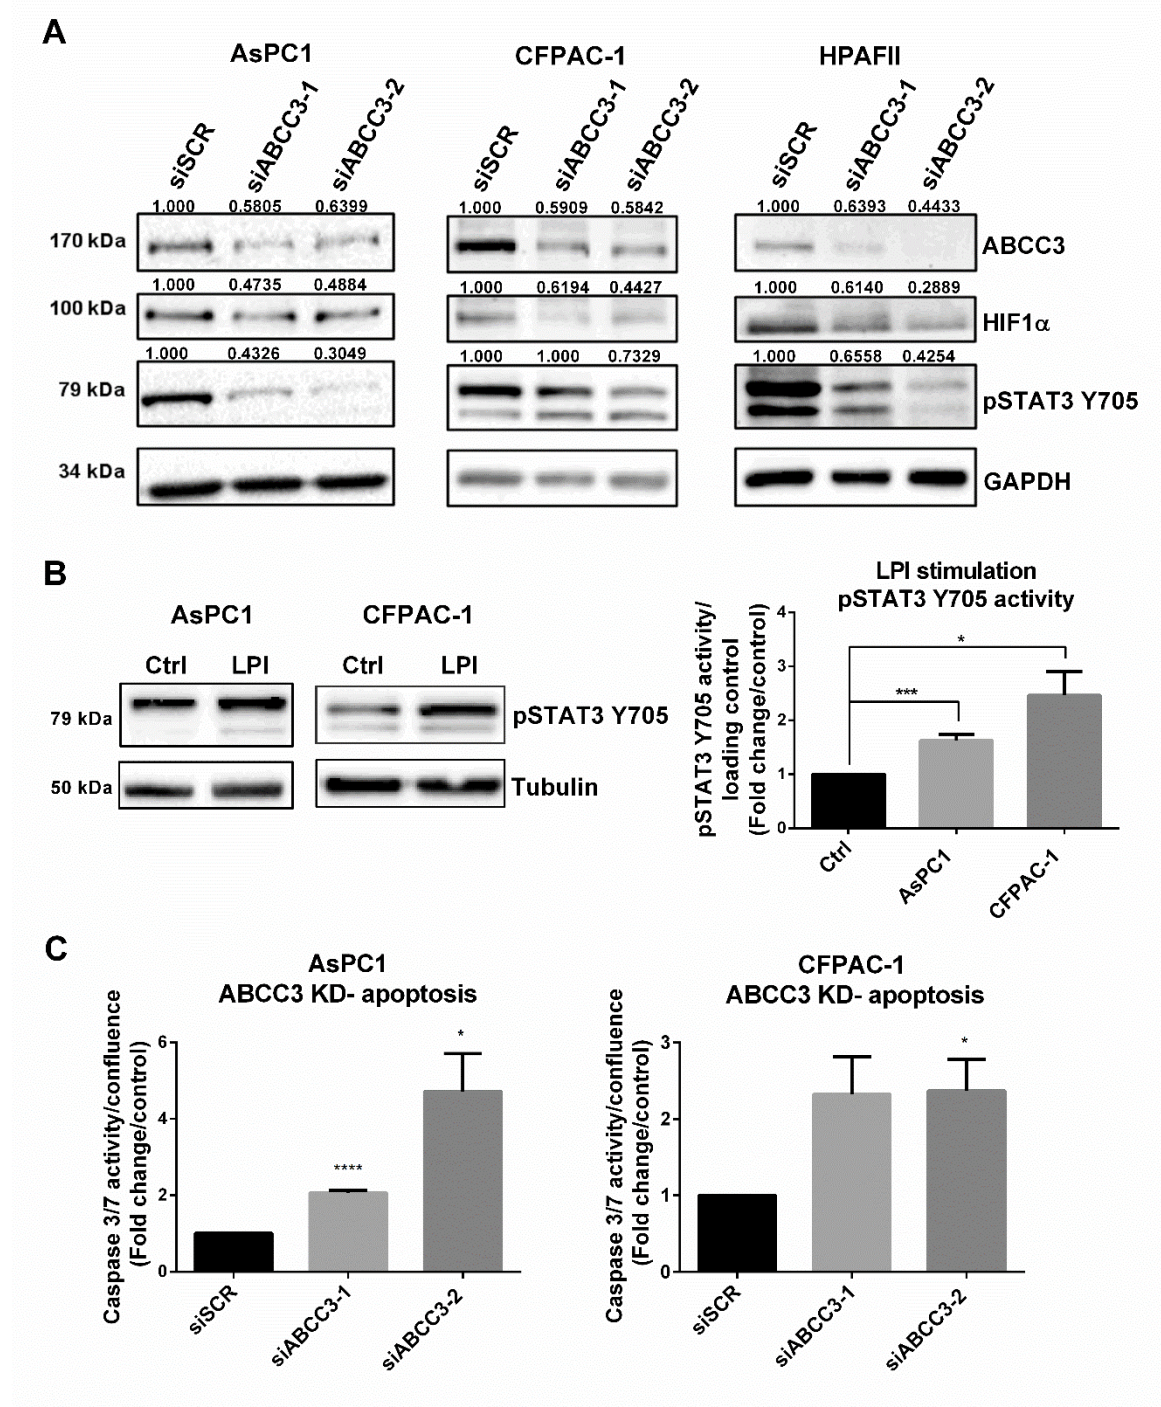 A
AsPC1
CFPAC-1
HPAFII
siSCR
siABCC3-1
siABCC3-2
siSCR
siABCC3-1
siABCC3-2
siSCR
siABCC3-1
siABCC3-2
1.000 0.5805 0.6399
1.000 0.5909 0.5842
1.000 0.6393 0.4433
170 kDa
ABCC3
1.000 0.4735 0.4884
1.000 0.6194 0.4427
1.000 0.6140 0.2889
100 kDa
HIF1α
1.000 0.4326 0.3049
1.000 1.000 0.7329
1.000 0.6558 0.4254
79 kDa
pSTAT3 Y705
34 kDa
GAPDH
B
AsPC1
CFPAC-1
Ctrl LPI
Ctrl LPI
79 kDa
pSTAT3 Y705
50 kDa
Tubulin
LPI stimulation
pSTAT3 Y705 activity
pSTAT3 Y705 activity/
loading control
(Fold change/control)
4
3
2
1
0
*
***
Ctrl
AsPC1
CFPAC-1
C
AsPC1
ABCC3 KD- apoptosis
Caspase 3/7 activity/confluence
(Fold change/control)
6
4
2
0
****
*
siSCR
siABCC3-1
siABCC3-2
CFPAC-1
ABCC3 KD- apoptosis
Caspase 3/7 activity/confluence
(Fold change/control)
3
2
1
0
*
siSCR
siABCC3-1
siABCC3-2